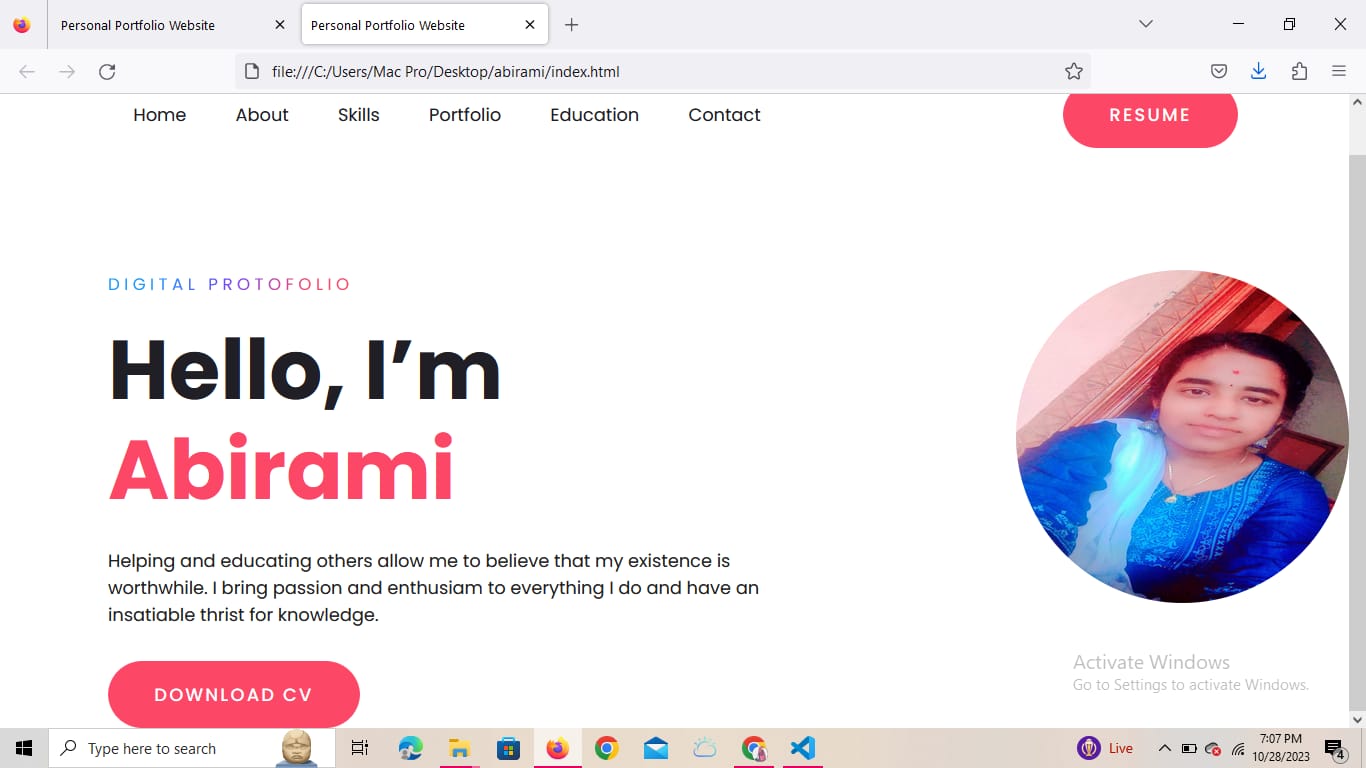 Personal Portfolio Website
Personal Portfolio Website
file:///C:/Users/Mac Pro/Desktop/abirami/index.html
Home About Skills Portfolio Education Contact RESUME
DIGITAL PROTOFOLIO
Hello, I’m
Abirami
Helping and educating others allow me to believe that my existence is
worthwhile. I bring passion and enthusiam to everything I do and have an
insatiable thrist for knowledge.
DOWNLOAD CV
Activate Windows
Go to Settings to activate Windows.
Type here to search
Live
7:07 PM
10/28/2023
4